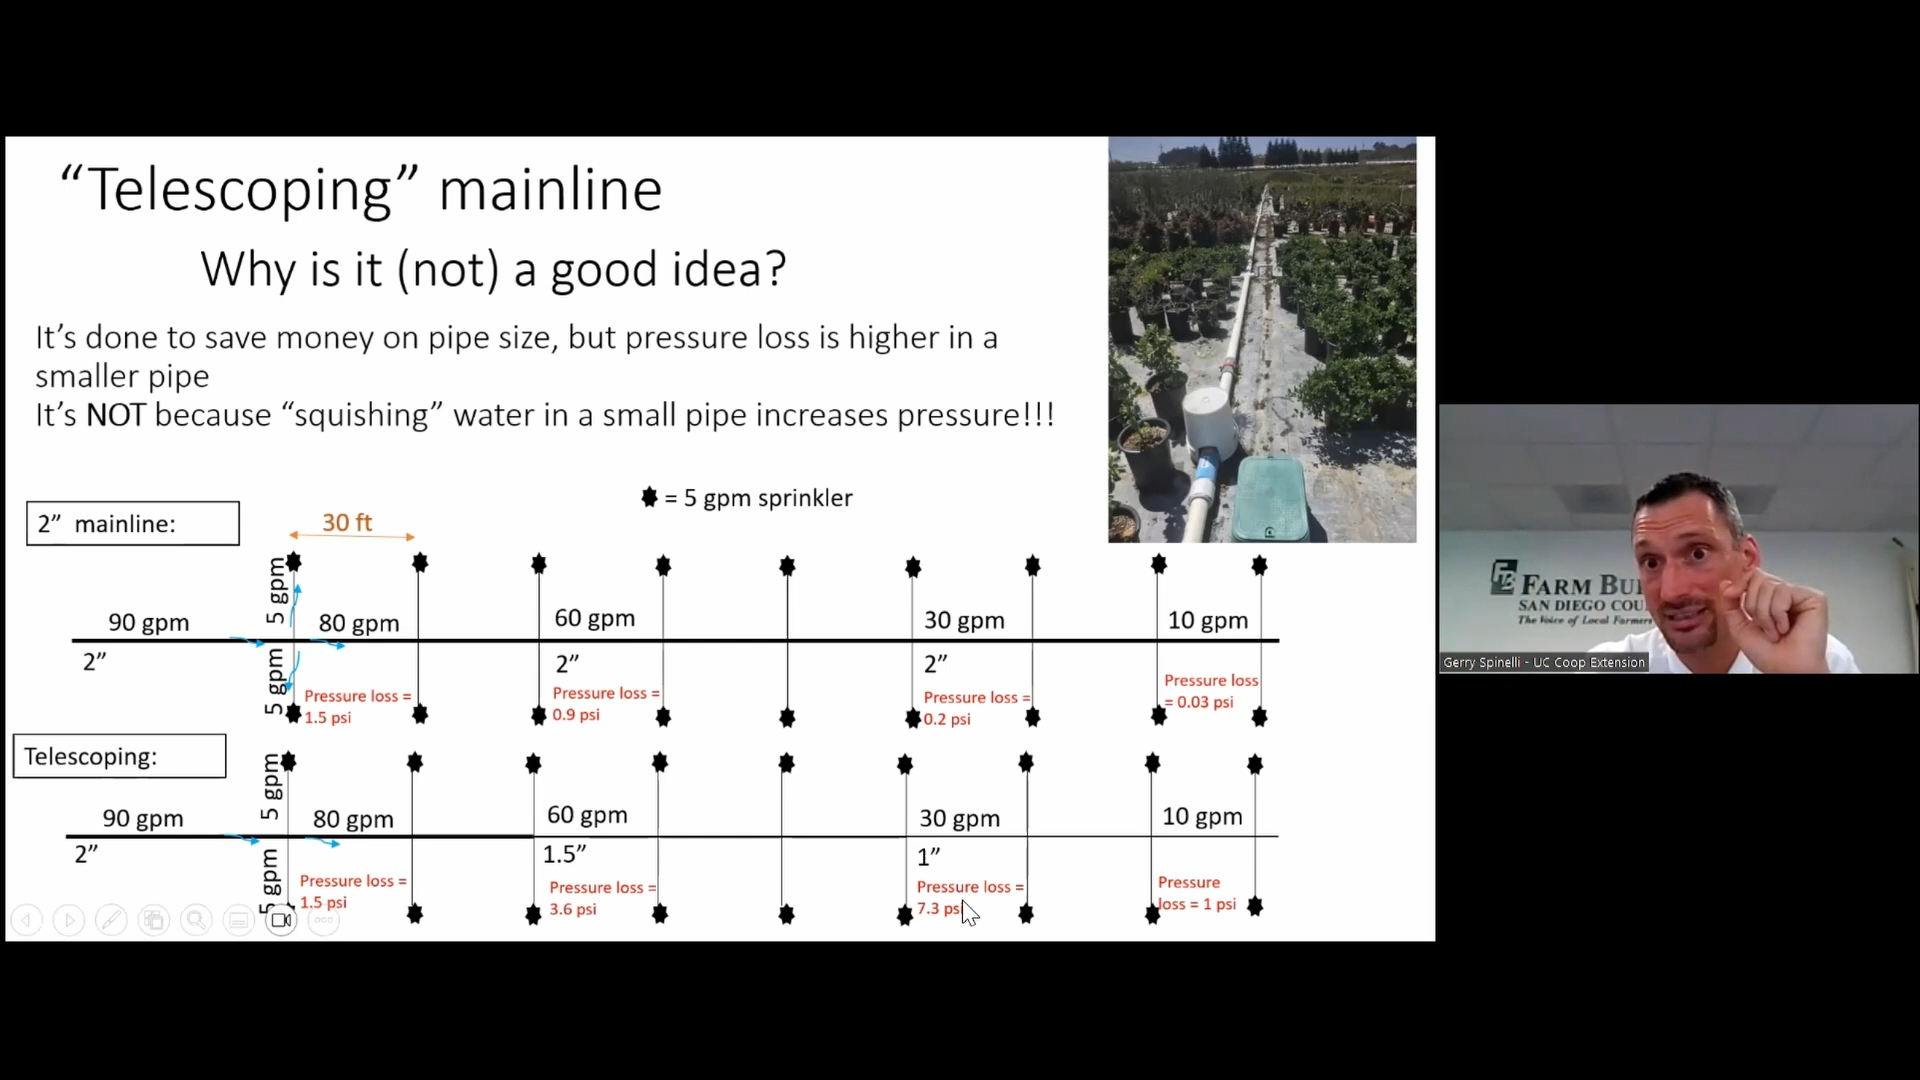 “Telescoping” mainline
Why is it (not) a good idea?
It’s done to save money on pipe size, but pressure loss is higher in a
smaller pipe
It’s NOT because “squishing” water in a small pipe increases pressure!!!
= 5 gpm sprinkler
2” mainline:
30 ft
5 gpm
90 gpm
80 gpm
60 gpm
30 gpm
10 gpm
2”
5 gpm
2”
2”
Pressure loss =
1.5 psi
Pressure loss =
0.9 psi
Pressure loss =
0.2 psi
Pressure loss
= 0.03 psi
Telescoping:
5 gpm
90 gpm
80 gpm
60 gpm
30 gpm
10 gpm
2”
5 gpm
1.5”
1”
Pressure loss =
1.5 psi
Pressure loss =
3.6 psi
Pressure loss =
7.3 psi
Pressure
loss = 1 psi
FB
FARM BU
SAN DIEGO COU
The Voice of Local Farmers
Gerry Spinelli - UC Coop Extension